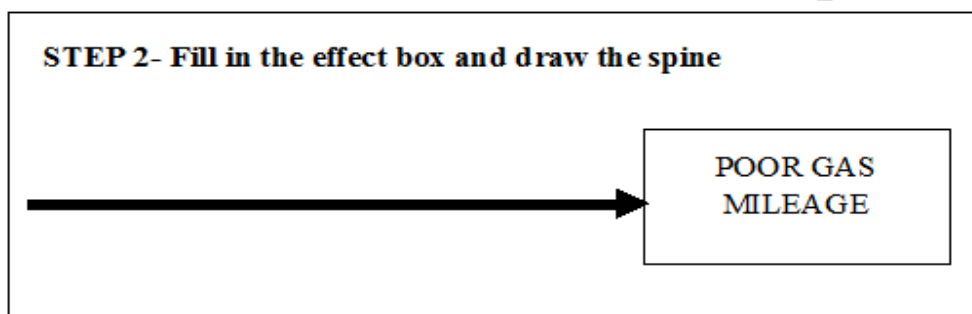 STEP 2- Fill in the effect box and draw the spine
POOR GAS
MILEAGE